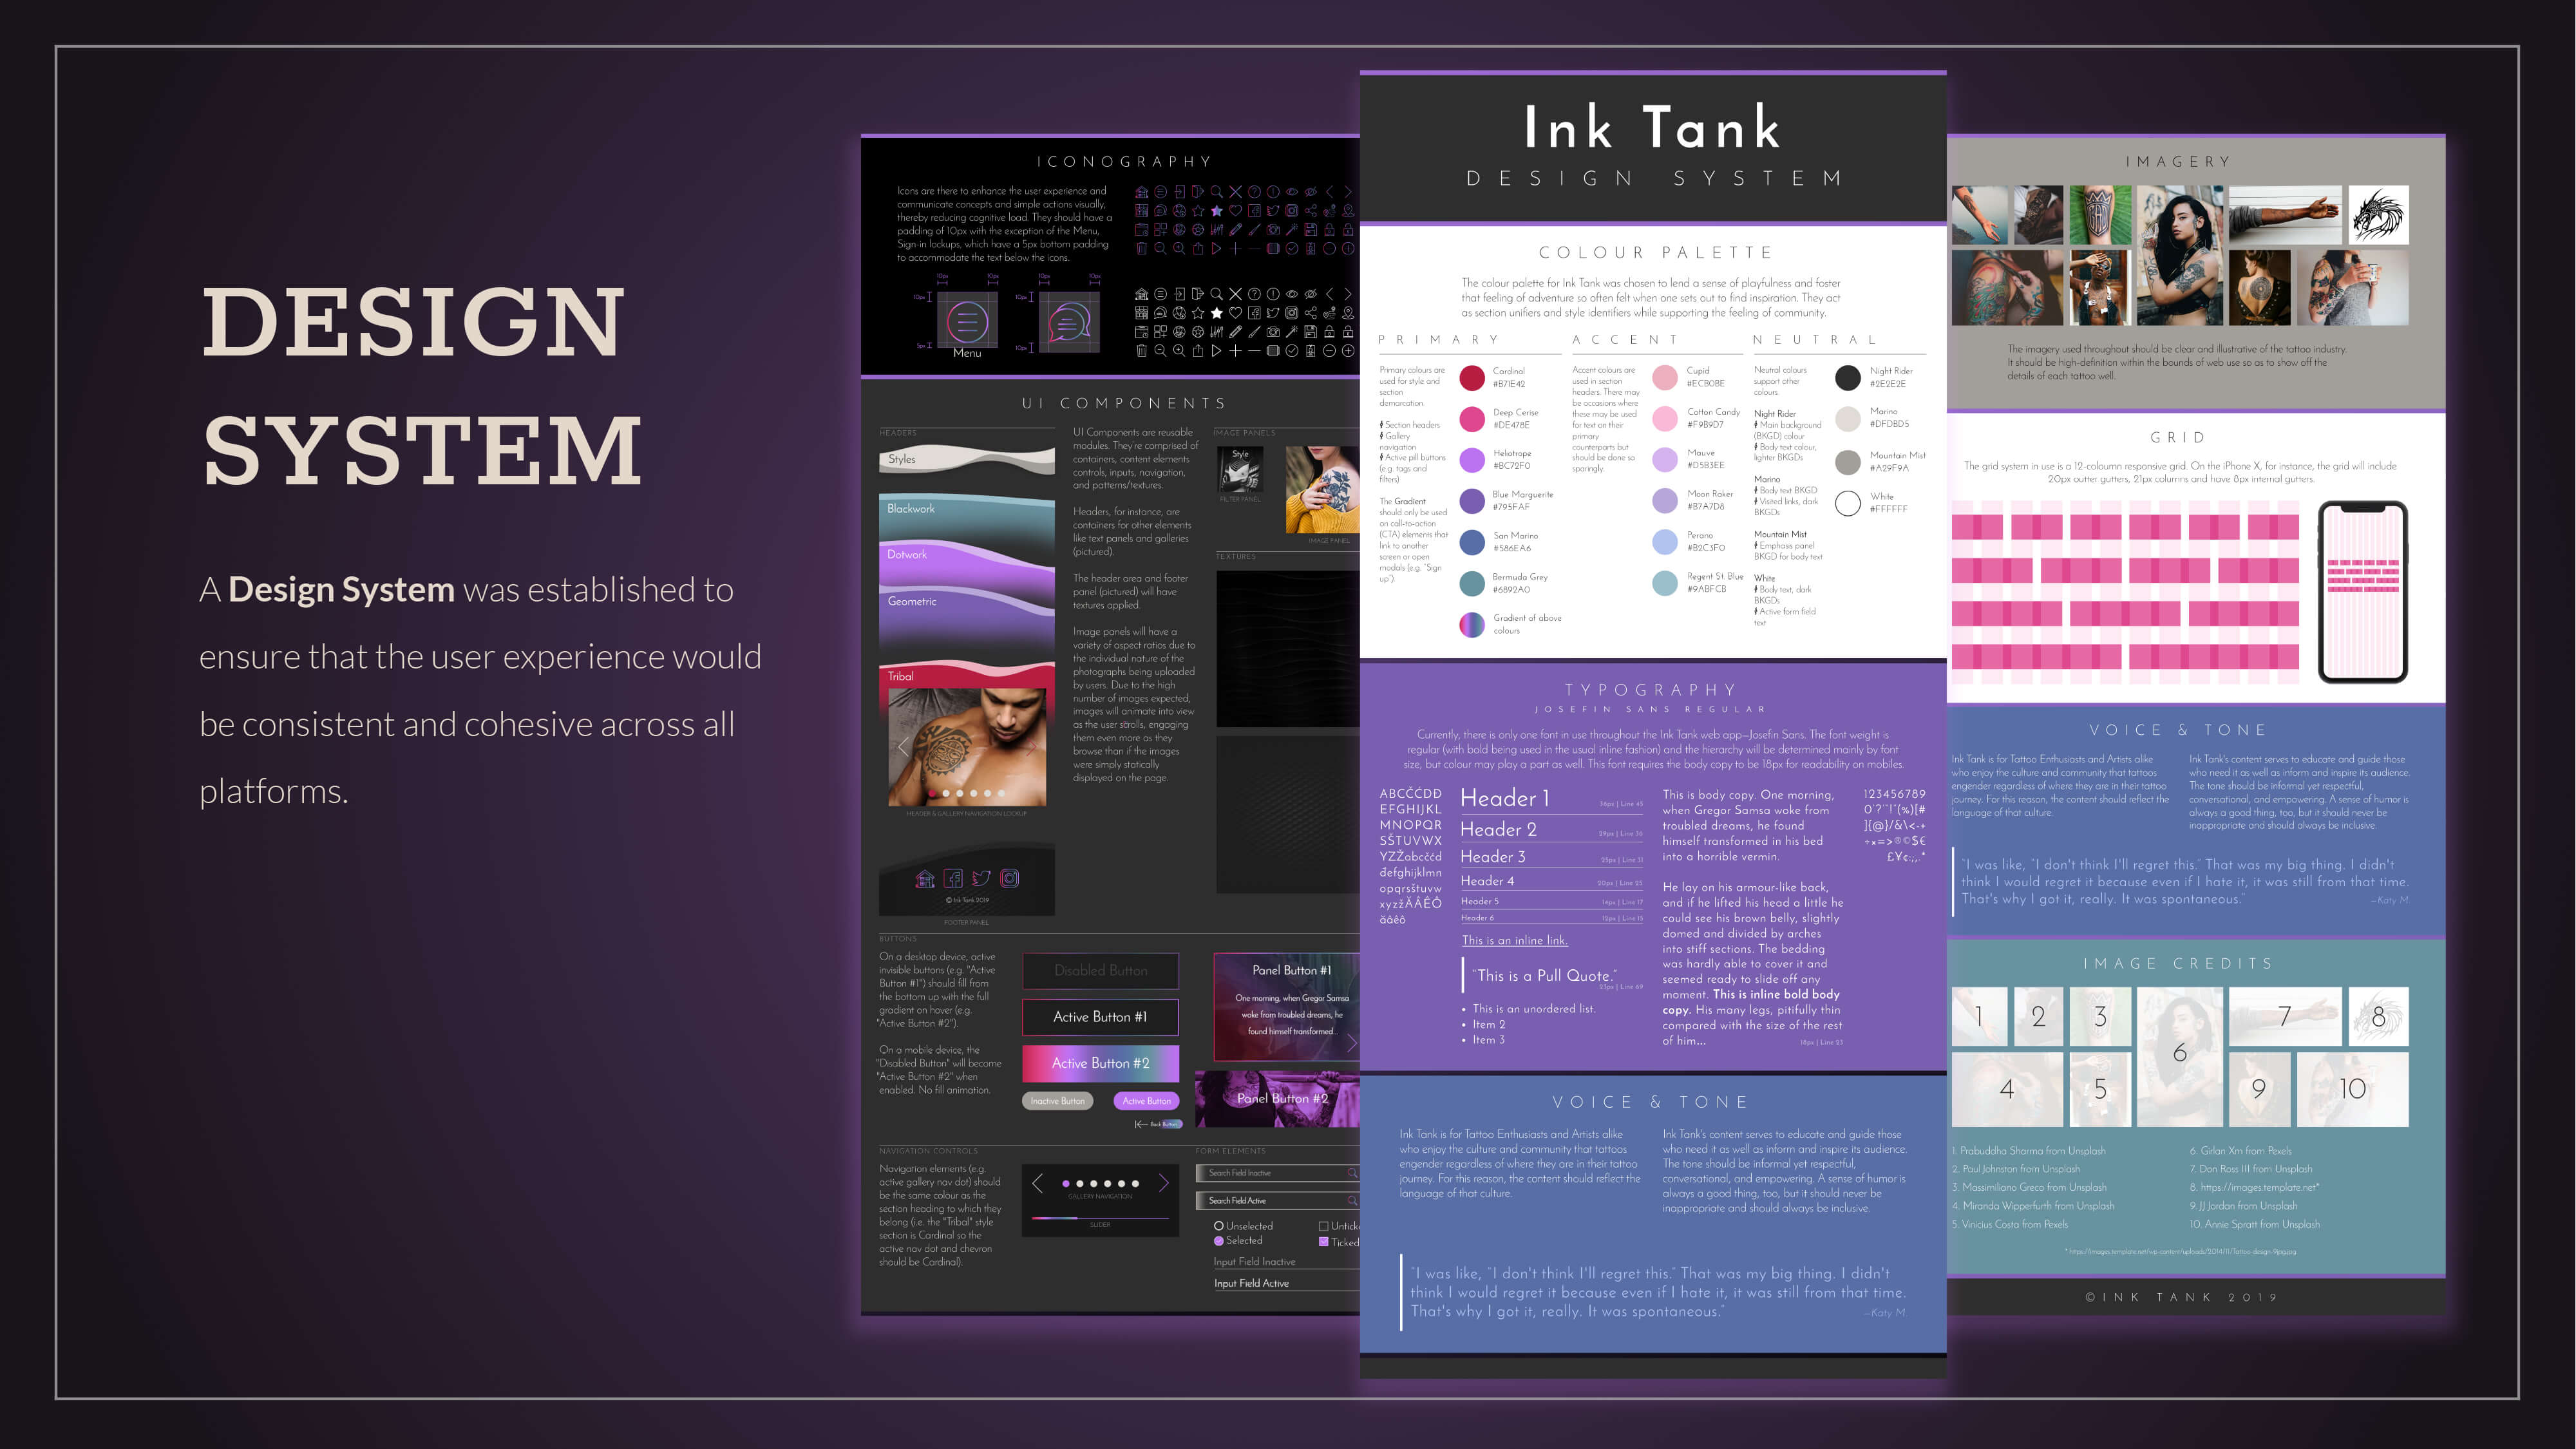 DESIGN
SYSTEM
A Design System was established to
ensure that the user experience would
be consistent and cohesive across all
platforms.
ICONOGRAPHY
Icons are there to enhance the user experience and
communicate concepts and simple actions visually,
thereby reducing cognitive load. They should have a
padding of 10px with the exception of the Menu,
Sign-in lockups, which have a 5px bottom padding
to accommodate the text below the icons.
10px 10px 10px 10px
10px 10px
5px 10px
Menu
UI COMPONENTS
HEADERS
Styles
Blackwork
Dotwork
Geometric
Tribal
HEADER & GALLERY NAVIGATION LOCKUP
© Ink Tank 2019
FOOTER PANEL
UI Components are reusable
modules. They're comprised of
containers, content elements
controls, inputs, navigation,
and patterns/textures.
Headers, for instance, are
containers for other elements
like text panels and galleries
(pictured).
The header area and footer
panel (pictured) will have
textures applied.
Image panels will have a
variety of aspect ratios due to
the individual nature of the
photographs being uploaded
by users. Due to the high
number of images expected,
images will animate into view
as the user scrolls, engaging
them even more as they
browse than if the images
were simply statically
displayed on the page.
IMAGE PANELS
Style
FILTER PANEL
IMAGE PANEL
TEXTURES
BUTTONS
On a desktop device, active
invisible buttons (e.g. "Active
Button #1") should fill from
the bottom up with the full
gradient on hover (e.g.
"Active Button #2").
On a mobile device, the
"Disabled Button" will become
"Active Button #2" when
enabled. No fill animation.
Disabled Button
Active Button #1
Active Button #2
Inactive Button
Active Button
Back Button
Panel Button #1
One morning, when Gregor Samsa
woke from troubled dreams, he
found himself transformed...
Panel Button #2
NAVIGATION CONTROLS
Navigation elements (e.g.
active gallery nav dot) should
be the same colour as the
section heading to which they
belong (i.e. the "Tribal" style
section is Cardinal so the
active nav dot and chevron
should be Cardinal).
GALLERY NAVIGATION
SLIDER
FORM ELEMENTS
Search Field Inactive
Search Field Active
Unselected
Selected
Untick
Ticked
Input Field Inactive
Input Field Active
Ink Tank
DESIGN SYSTEM
COLOUR PALETTE
The colour palette for Ink Tank was chosen to lend a sense of playfulness and foster
that feeling of adventure so often felt when one sets out to find inspiration. They act
as section unifiers and style identifiers while supporting the feeling of community.
PRIMARY
Primary colours are
used for style and
section
demarcation.
Section headers
Gallery
navigation
Active pill buttons
(e.g. tags and
filters)
The Gradient
should only be used
on call-to-action
(CTA) elements that
link to another
screen or open
modals (e.g. "Sign
up").
Cardinal
#B71E42
Deep Cerise
#DE478E
Heliotrope
#BC72F0
Blue Marguerite
#795FAF
San Marino
#586EA6
Bermuda Grey
#6892A0
Gradient of above
colours
ACCENT
Accent colours are
used in section
headers. There may
be occasions where
these may be used
for text on their
primary
counterparts but
should be done so
sparingly.
Cupid
#ECB0BE
Cotton Candy
#F9B9D7
Mauve
#D5B3EE
Moon Raker
#B7A7D8
Perano
#B2C3F0
Regent St. Blue
#9ABFCB
NEUTRAL
Neutral colours
support other
colours.
Night Rider
Main background
(BKGD) colour
Body text colour,
lighter BKGDs
Marino
Body text BKGD
Visited links, dark
BKGDs
Mountain Mist
Emphasis panel
BKGD for body text
White
Body text, dark
BKGDs
Active form field
text
Night Rider
#2E2E2E
Marino
#DFDBD5
Mountain Mist
#A29F9A
White
#FFFFFF
TYPOGRAPHY
JOSEFIN SANS REGULAR
Currently, there is only one font in use throughout the Ink Tank web app—Josefin Sans. The font weight is
regular (with bold being used in the usual inline fashion) and the hierarchy will be determined mainly by font
size, but colour may play a part as well. This font requires the body copy to be 18px for readability on mobiles.
ABCČĆDĐ
EFGHIJKL
MNOPQR
SŠTUVWX
YZŽabcčćd
đefghijklmn
opqrsštuvw
xyzžĂÂÊÔ
ăâêô
Header 1
36px | Line 45
Header 2
29px | Line 36
Header 3
25px | Line 31
Header 4
20px | Line 25
Header 5
14px | Line 17
Header 6
12px | Line 15
This is an inline link.
"This is a Pull Quote."
23px | Line 69
• This is an unordered list.
• Item 2
• Item 3
This is body copy. One morning,
when Gregor Samsa woke from
troubled dreams, he found
himself transformed in his bed
into a horrible vermin.
He lay on his armour-like back,
and if he lifted his head a little he
could see his brown belly, slightly
domed and divided by arches
into stiff sections. The bedding
was hardly able to cover it and
seemed ready to slide off any
moment. This is inline bold body
copy. His many legs, pitifully thin
compared with the size of the rest
of him...
18px | Line 23
123456789
0'?'"!"(%)[#
]{@}/&\<-+
÷×=>®©$€
£¥¢:;,.*
VOICE & TONE
Ink Tank is for Tattoo Enthusiasts and Artists alike
who enjoy the culture and community that tattoos
engender regardless of where they are in their tattoo
journey. For this reason, the content should reflect the
language of that culture.
Ink Tank's content serves to educate and guide those
who need it as well as inform and inspire its audience.
The tone should be informal yet respectful,
conversational, and empowering. A sense of humor is
always a good thing, too, but it should never be
inappropriate and should always be inclusive.
"I was like, "I don't think I'll regret this." That was my big thing. I didn't
think I would regret it because even if I hate it, it was still from that time.
That's why I got it, really. It was spontaneous."
—Katy M.
IMAGERY
The imagery used throughout should be clear and illustrative of the tattoo industry.
It should be high-definition within the bounds of web use so as to show off the
details of each tattoo well.
GRID
The grid system in use is a 12-coloumn responsive grid. On the iPhone X, for instance, the grid will include
20px outter gutters, 21px columns and have 8px internal gutters.
VOICE & TONE
Ink Tank is for Tattoo Enthusiasts and Artists alike
who enjoy the culture and community that tattoos
engender regardless of where they are in their tattoo
journey. For this reason, the content should reflect the
language of that culture.
Ink Tank's content serves to educate and guide those
who need it as well as inform and inspire its audience.
The tone should be informal yet respectful,
conversational, and empowering. A sense of humor is
always a good thing, too, but it should never be
inappropriate and should always be inclusive.
"I was like, "I don't think I'll regret this." That was my big thing. I didn't
think I would regret it because even if I hate it, it was still from that time.
That's why I got it, really. It was spontaneous."
—Katy M.
IMAGE CREDITS
1 2 3 6 7 8
4 5 9 10
1. Prabuddha Sharma from Unsplash
2. Paul Johnston from Unsplash
3. Massimiliano Greco from Unsplash
4. Miranda Wipperfurth from Unsplash
5. Vinicius Costa from Pexels
6. Girlan Xm from Pexels
7. Don Ross III from Unsplash
8. https://images.template.net*
9. JJ Jordan from Unsplash
10. Annie Spratt from Unsplash
* https://images.template.net/wp-content/uploads/2014/11/Tattoo-design-9jpg.jpg
©INK TANK 2019